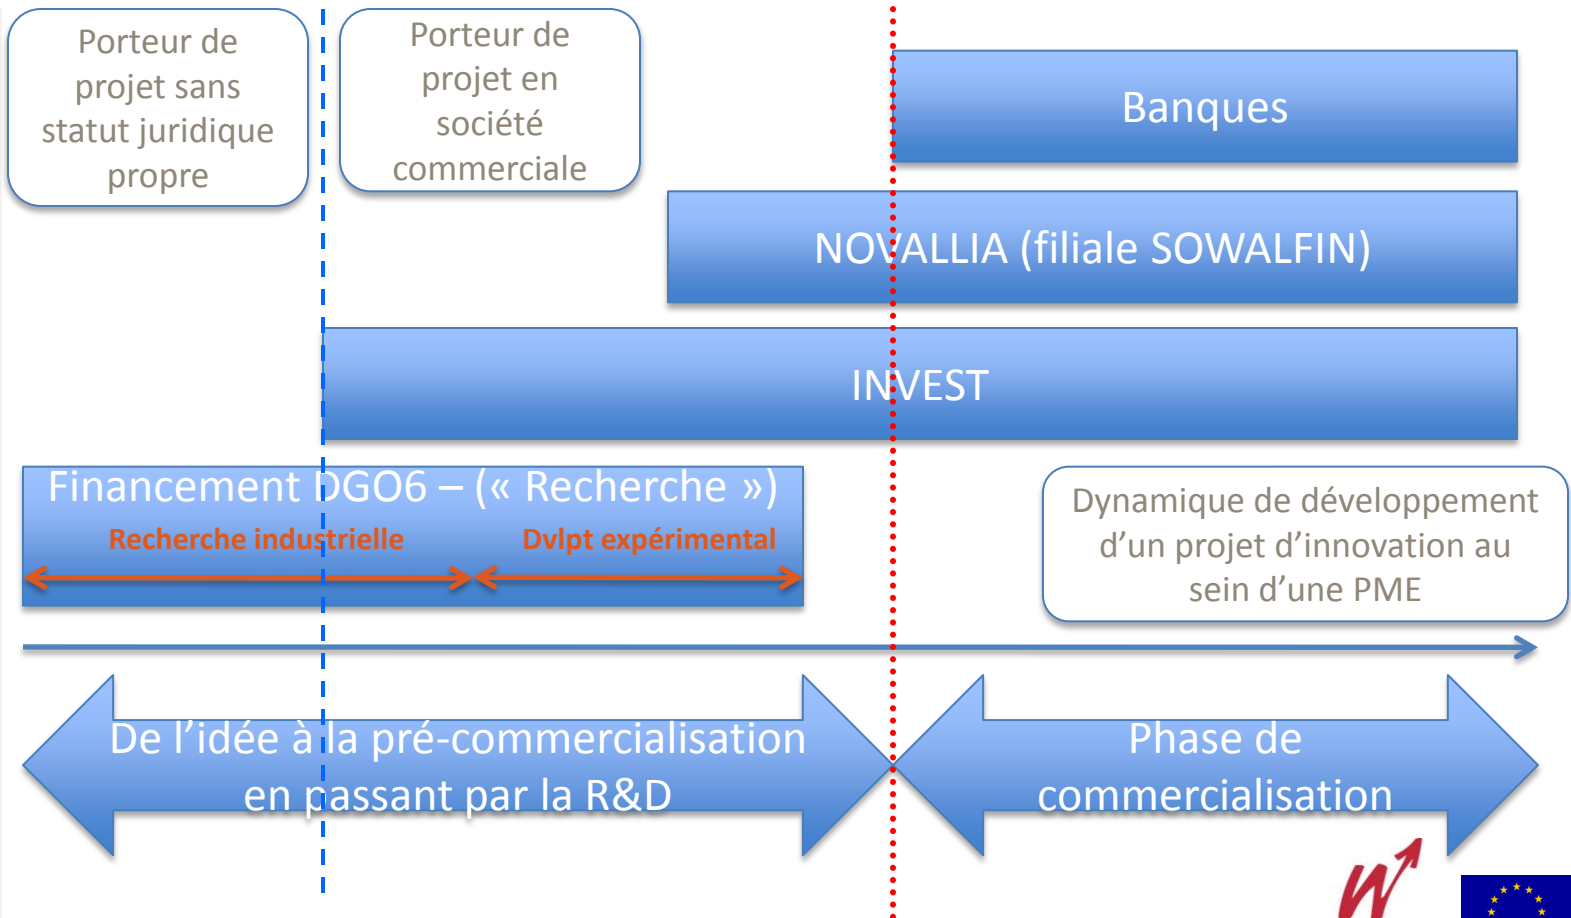 Porteur de
projet sans
statut juridique
propre
Porteur de
projet en
société
commerciale
Banques
NOVALLIA (filiale SOWALFIN)
INVEST
Financement DGO6 – (« Recherche »)
Recherche industrielle
Dvlpt expérimental
Dynamique de développement
d’un projet d’innovation au
sein d’une PME
De l’idée à la pré-commercialisation
en passant par la R&D
Phase de
commercialisation
W